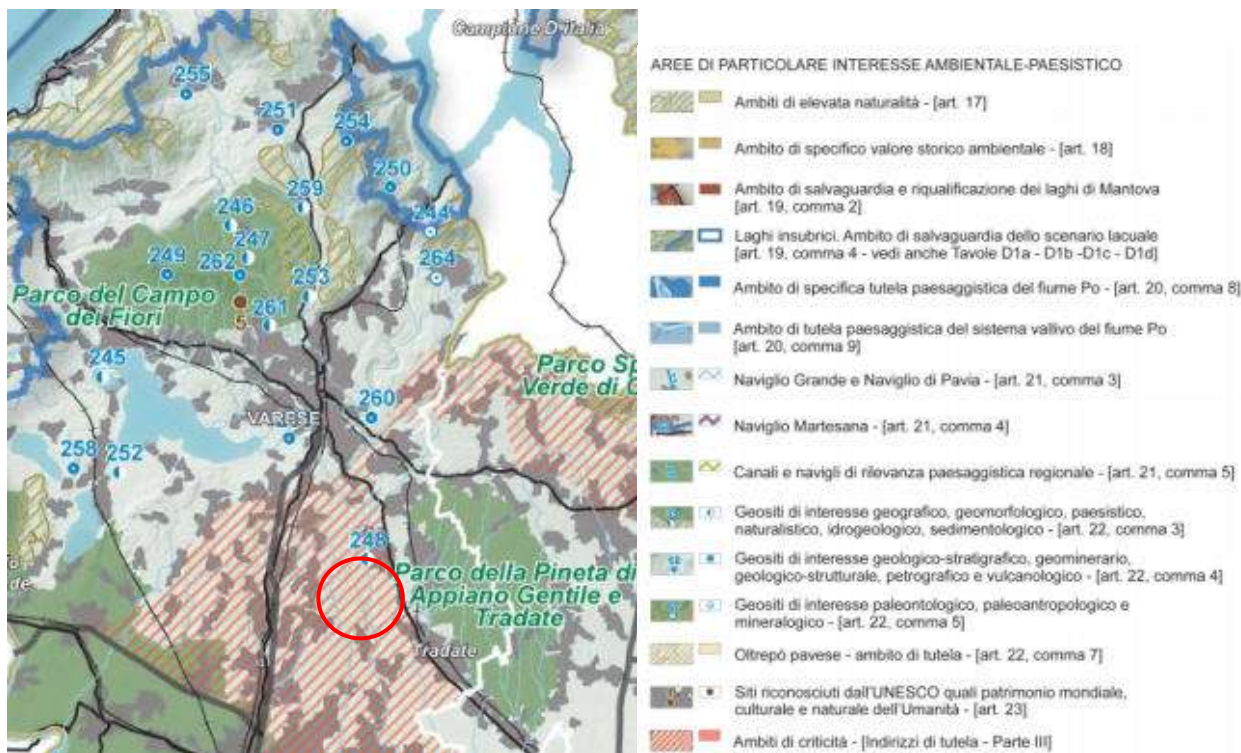 Campione D'Italia
255
251
254
250
259
246
244
247
249
262
264
253
Parco del Campo
dei Fiori
261
5
245
Parco Sp
Verde di C
260
VARESE
258
252
248
Parco della Pineta di
Appiano Gentile e
Tradate
Tradate
de
AREE DI PARTICOLARE INTERESSE AMBIENTALE-PAESISTICO
Ambiti di elevata naturalità - [art. 17]
Ambito di specifico valore storico ambientale - [art. 18]
Ambito di salvaguardia e riqualificazione dei laghi di Mantova
[art. 19, comma 2]
Laghi insubrici. Ambito di salvaguardia dello scenario lacuale
[art. 19, comma 4 - vedi anche Tavole D1a - D1b -D1c - D1d]
Ambito di specifica tutela paesaggistica del fiume Po - [art. 20, comma 8]
Ambito di tutela paesaggistica del sistema vallivo del fiume Po
[art. 20, comma 9]
Naviglio Grande e Naviglio di Pavia - [art. 21, comma 3]
Naviglio Martesana - [art. 21, comma 4]
Canali e navigli di rilevanza paesaggistica regionale - [art. 21, comma 5]
Geositi di interesse geografico, geomorfologico, paesistico,
naturalistico, idrogeologico, sedimentologico - [art. 22, comma 3]
Geositi di interesse geologico-stratigrafico, geominerario,
geologico-strutturale, petrografico e vulcanologico - [art. 22, comma 4]
Geositi di interesse paleontologico, paleoantropologico e
mineralogico - [art. 22, comma 5]
Oltrepò pavese - ambito di tutela - [art. 22, comma 7]
Siti riconosciuti dall'UNESCO quali patrimonio mondiale,
culturale e naturale dell'Umanità - [art. 23]
Ambiti di criticità - [Indirizzi di tutela - Parte III]